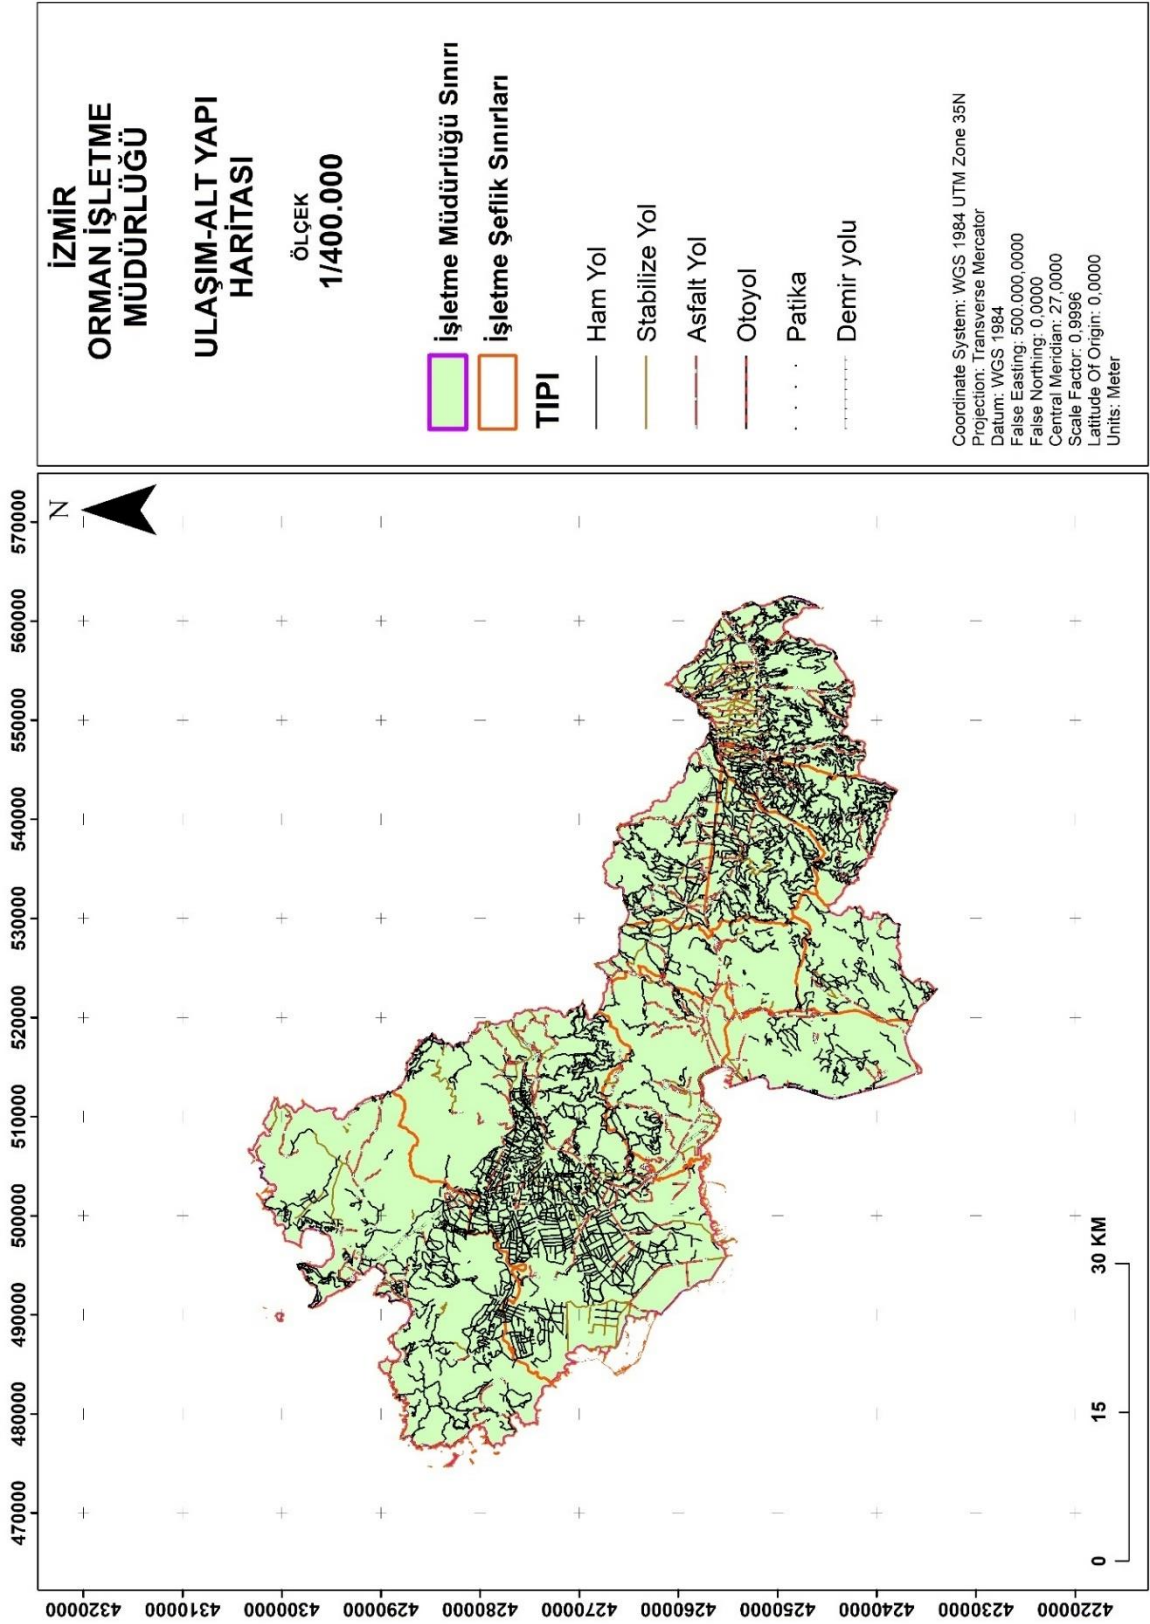 İZMİR
ORMAN İŞLETME
MÜDÜRLÜĞÜ
ULAŞIM-ALT YAPI
HARİTASI
ÖLÇEK
1/400.000
İşletme Müdürlüğü Sınırı
İşletme Şeflik Sınırları
TIPI
Ham Yol
Stabilize Yol
Asfalt Yol
Otoyol
Patika
Demir yolu
Coordinate System: WGS 1984 UTM Zone 35N
Projection: Transverse Mercator
Datum: WGS 1984
False Easting: 500.000,0000
False Northing: 0,0000
Central Meridian: 27,0000
Scale Factor: 0,9996
Latitude Of Origin: 0,0000
Units: Meter
470000
480000
490000
500000
510000
520000
530000
540000
550000
560000
570000
N
4320000
4310000
4300000
4290000
4280000
4270000
4260000
4250000
4240000
4230000
4220000
0 15 30 KM